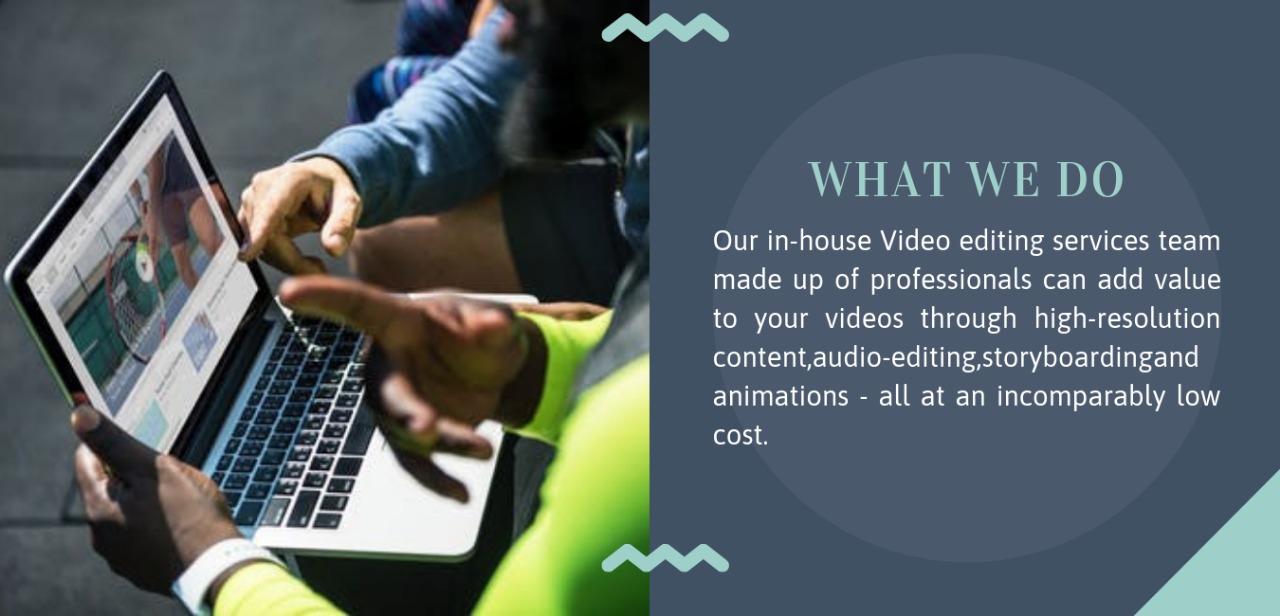 WHAT WE DO
Our in-house Video editing services team
made up of professionals can add value
to your videos through high-resolution
content,audio-editing,storyboardingand
animations - all at an incomparably low
cost.